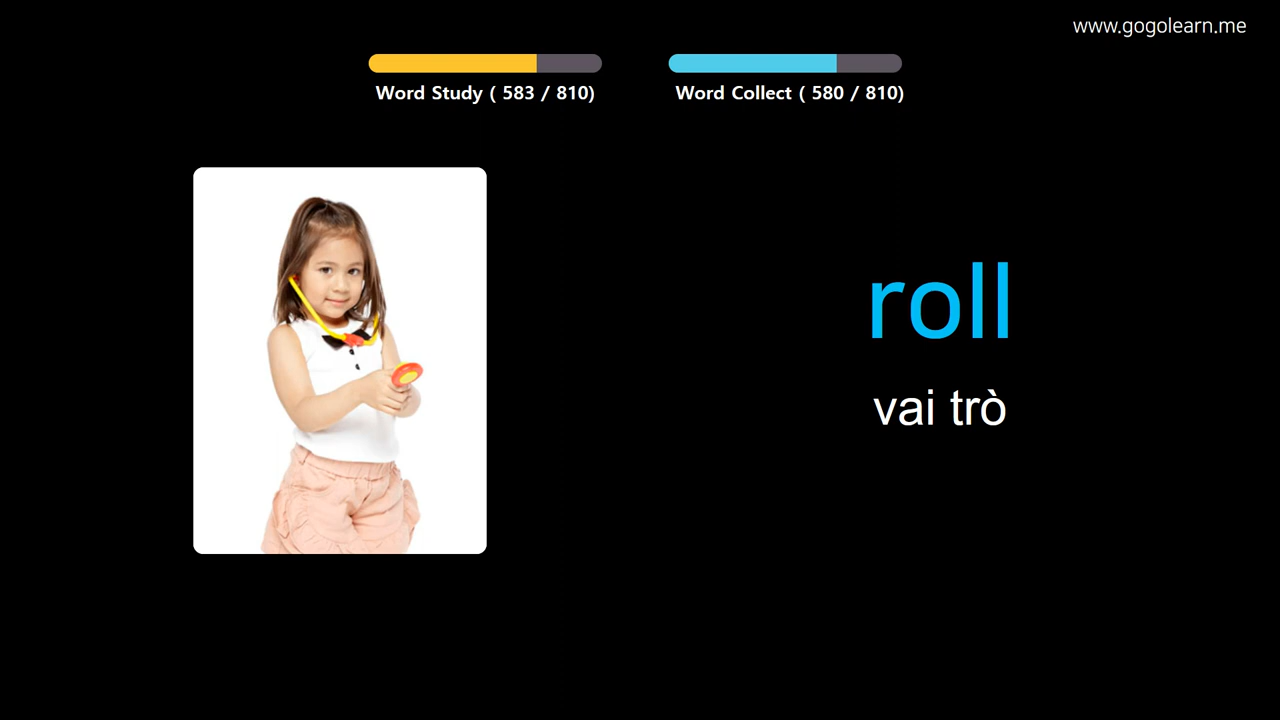 www.gogolearn.me
Word Study ( 583 / 810)
Word Collect ( 580 / 810)
roll
vai trò